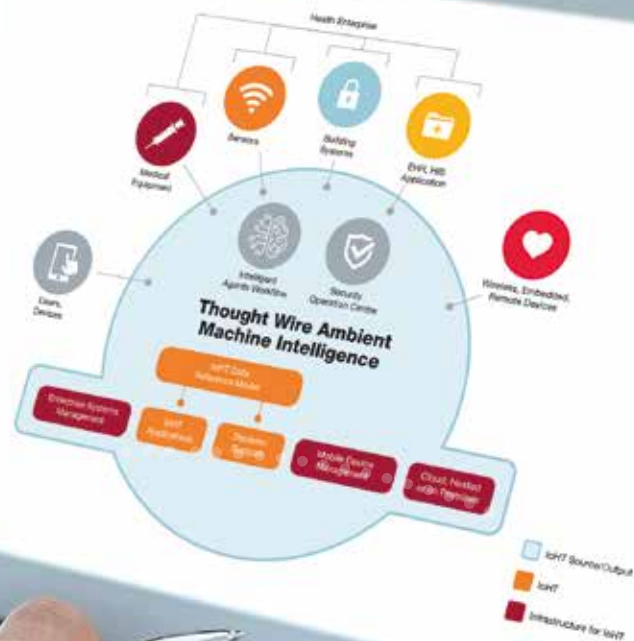 Health Enterprise
Medical
Equipment
Sensors
Building
Systems
EHR, HIS
Application
Users,
Devices
Intelligent
Agents Workflow
Security
Operation Centre
Wireless, Embedded,
Remote Devices
Thought Wire Ambient
Machine Intelligence
IoHT Data
Reference Model
Enterprise Systems
Management
IoHT
Applications
Mobile Device
Management
Cloud, Hosted
IoHT Source/Output
IoHT
Infrastructure for IoHT